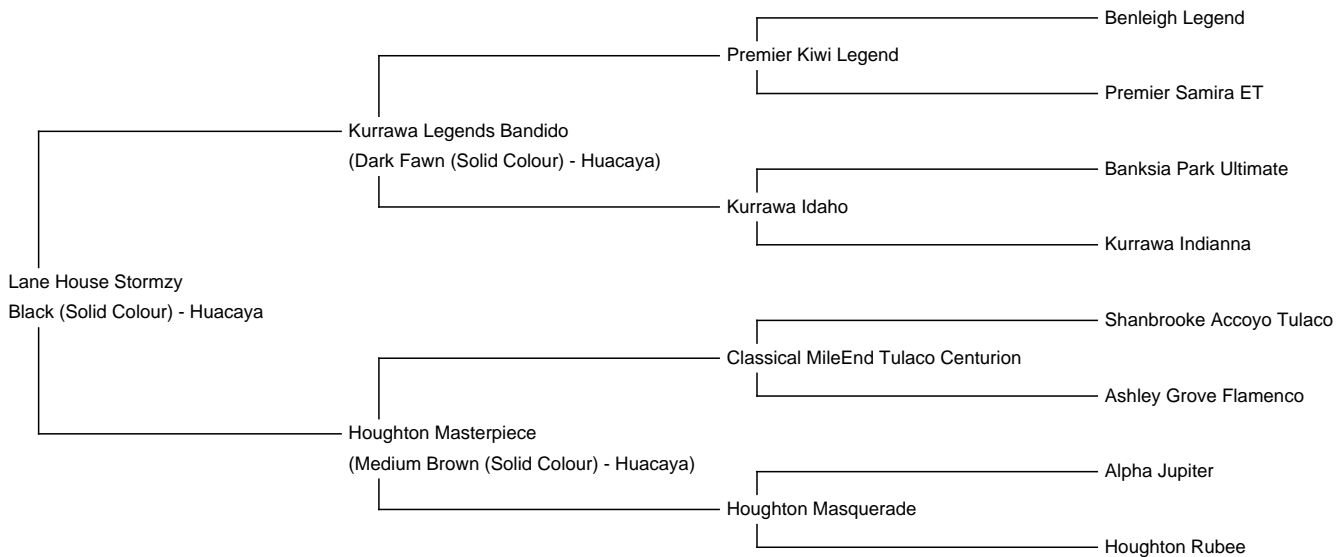 Benleigh Legend
Premier Kiwi Legend
Premier Samira ET
Kurrawa Legends Bandido
(Dark Fawn (Solid Colour) - Huacaya)
Banksia Park Ultimate
Kurrawa Idaho
Kurrawa Indianna
Lane House Stormzy
Black (Solid Colour) - Huacaya
Shanbrooke Accoyo Tulaco
Classical MileEnd Tulaco Centurion
Ashley Grove Flamenco
Houghton Masterpiece
(Medium Brown (Solid Colour) - Huacaya)
Alpha Jupiter
Houghton Masquerade
Houghton Rubee